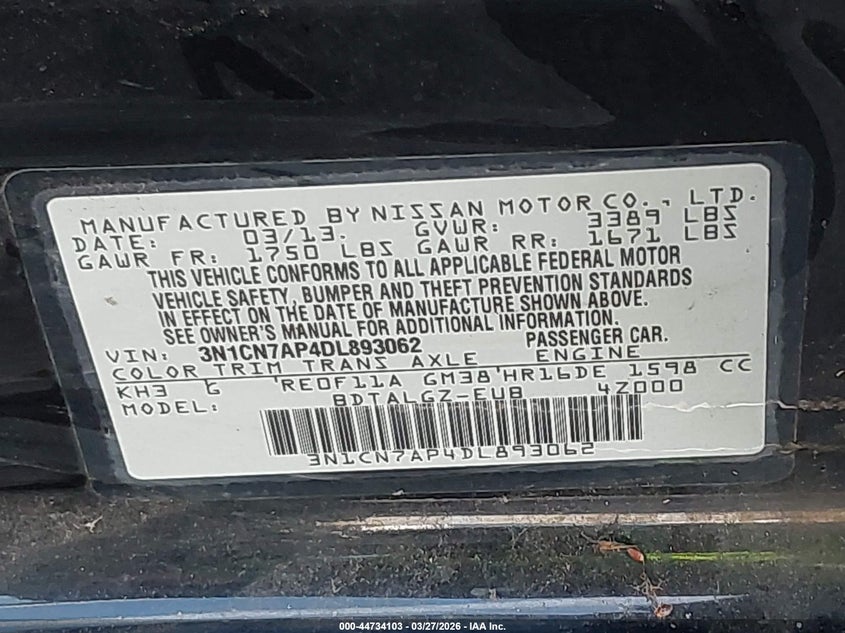 MANUFACTURED BY NISSAN MOTOR CO., LTD.
DATE: 03/13. GVWR: 3389 LBS
GAWR FR: 1750 LBS GAWR RR: 1671 LBS
THIS VEHICLE CONFORMS TO ALL APPLICABLE FEDERAL MOTOR
VEHICLE SAFETY, BUMPER AND THEFT PREVENTION STANDARDS
IN EFFECT ON THE DATE OF MANUFACTURE SHOWN ABOVE.
SEE OWNER'S MANUAL FOR ADDITIONAL INFORMATION.
VIN: 3N1CN7AP4DL893062 PASSENGER CAR.
COLOR TRIM TRANS AXLE ENGINE
KH3 G RE0F11A GM38 HR16DE 1598 CC
MODEL: BDTALGZ-EUB 4Z000
3N1CN7AP4DL893062
000-44734103 - 03/27/2026 - IAA Inc.